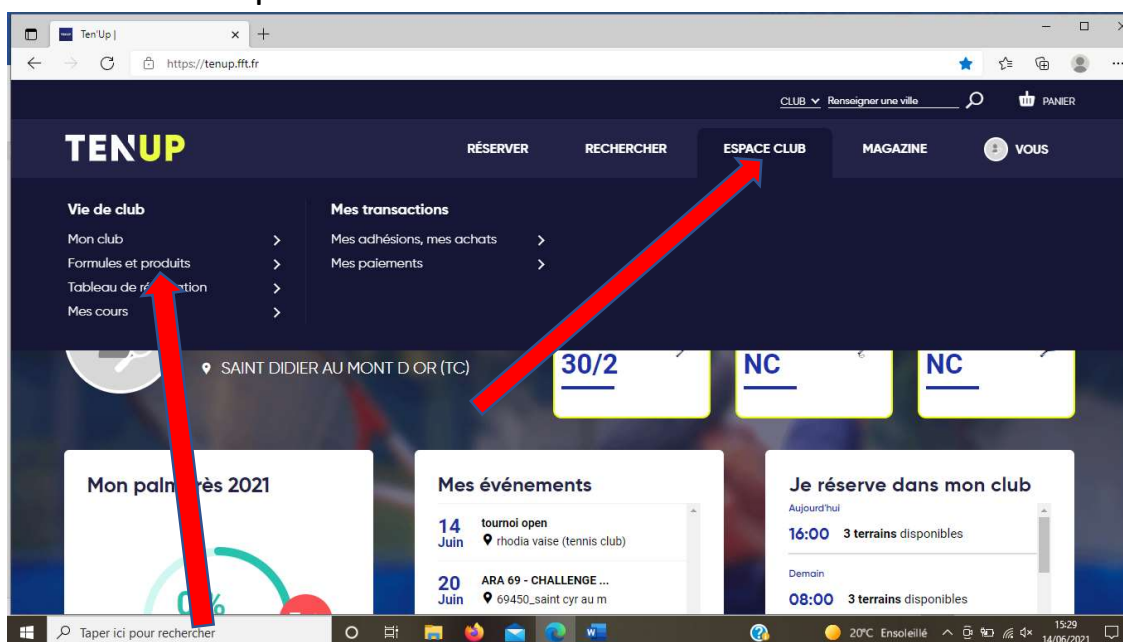 Ten'Up |
https://tenup.fft.fr
CLUB Renseigner une ville PANIER
TEN'UP RÉSERVER RECHERCHER ESPACE CLUB MAGAZINE VOUS
Vie de club Mes transactions
Mon club Mes adhésions, mes achats
Formules et produits Mes paiements
Tableau de
Mes cours
SAINT DIDIER AU MONT D OR (TC) 30/2 NC NC
Mon palmarès 2021 Mes événements Je réserve dans mon club
Aujourd'hui
14 tournoi open
Juin rhodia vaise (tennis club)
16:00 3 terrains disponibles
Demain
20 ARA 69 - CHALLENGE ...
Juin 69450_saint cyr au m
08:00 3 terrains disponibles
Taper ici pour rechercher 20°C Ensoleillé 15:29
14/06/2021